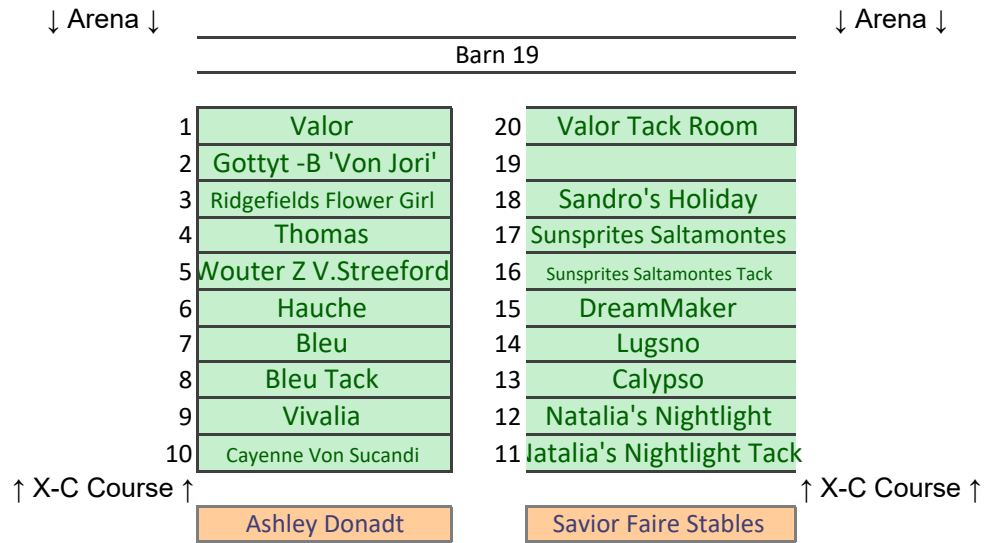 ↓ Arena ↓ ↓ Arena ↓
Barn 19
1 Valor 20 Valor Tack Room
2 Gottyt -B 'Von Jori' 19
3 Ridgefields Flower Girl 18 Sandro's Holiday
4 Thomas 17 Sunsprites Saltamontes
5 Wouter Z V.Streeford 16 Sunsprites Saltamontes Tack
6 Hauche 15 DreamMaker
7 Bleu 14 Lugsno
8 Bleu Tack 13 Calypso
9 Vivalia 12 Natalia's Nightlight
10 Cayenne Von Sucandi 11 Natalia's Nightlight Tack
↑ X-C Course ↑ ↑ X-C Course ↑
Ashley Donadt Savior Faire Stables